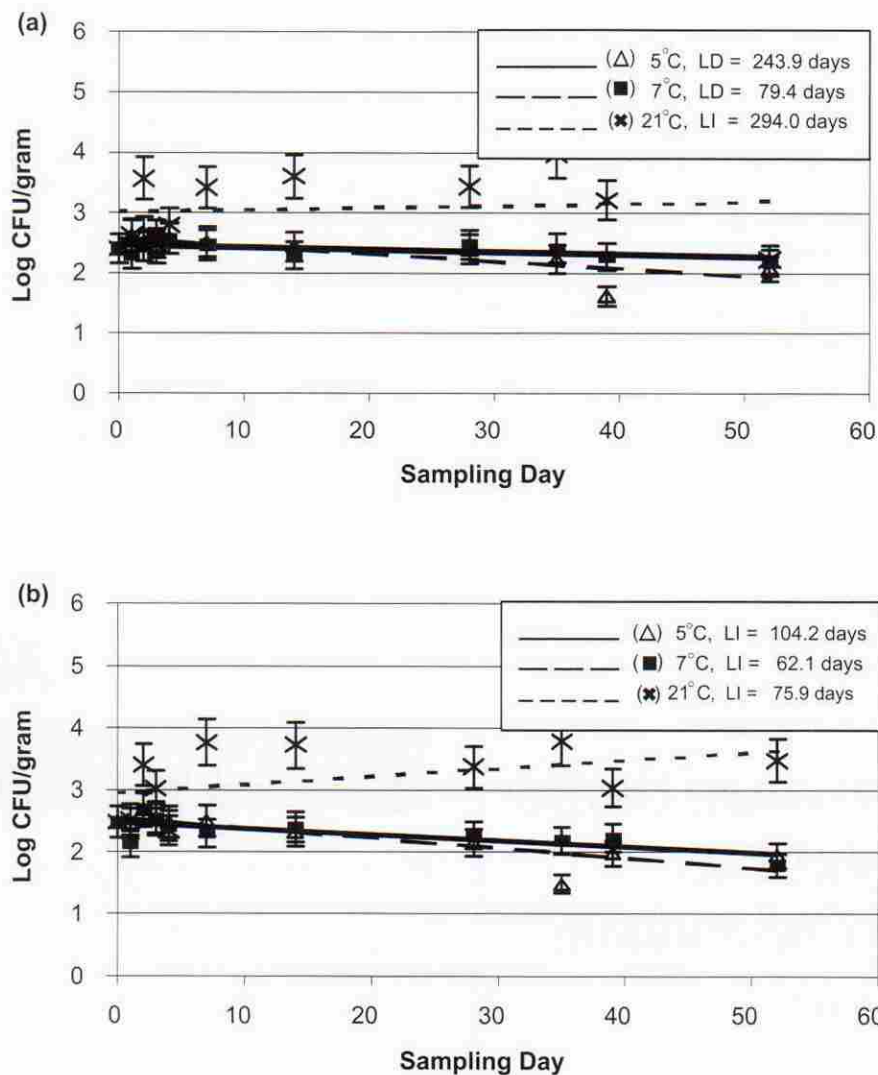 (a)
6
5
4
3
2
1
0
Log CFU/gram
(△) 5°C, LD = 243.9 days
(■) 7°C, LD = 79.4 days
(✖) 21°C, LI = 294.0 days
0 10 20 30 40 50 60
Sampling Day
(b)
6
5
4
3
2
1
0
Log CFU/gram
(△) 5°C, LI = 104.2 days
(■) 7°C, LI = 62.1 days
(✖) 21°C, LI = 75.9 days
0 10 20 30 40 50 60
Sampling Day